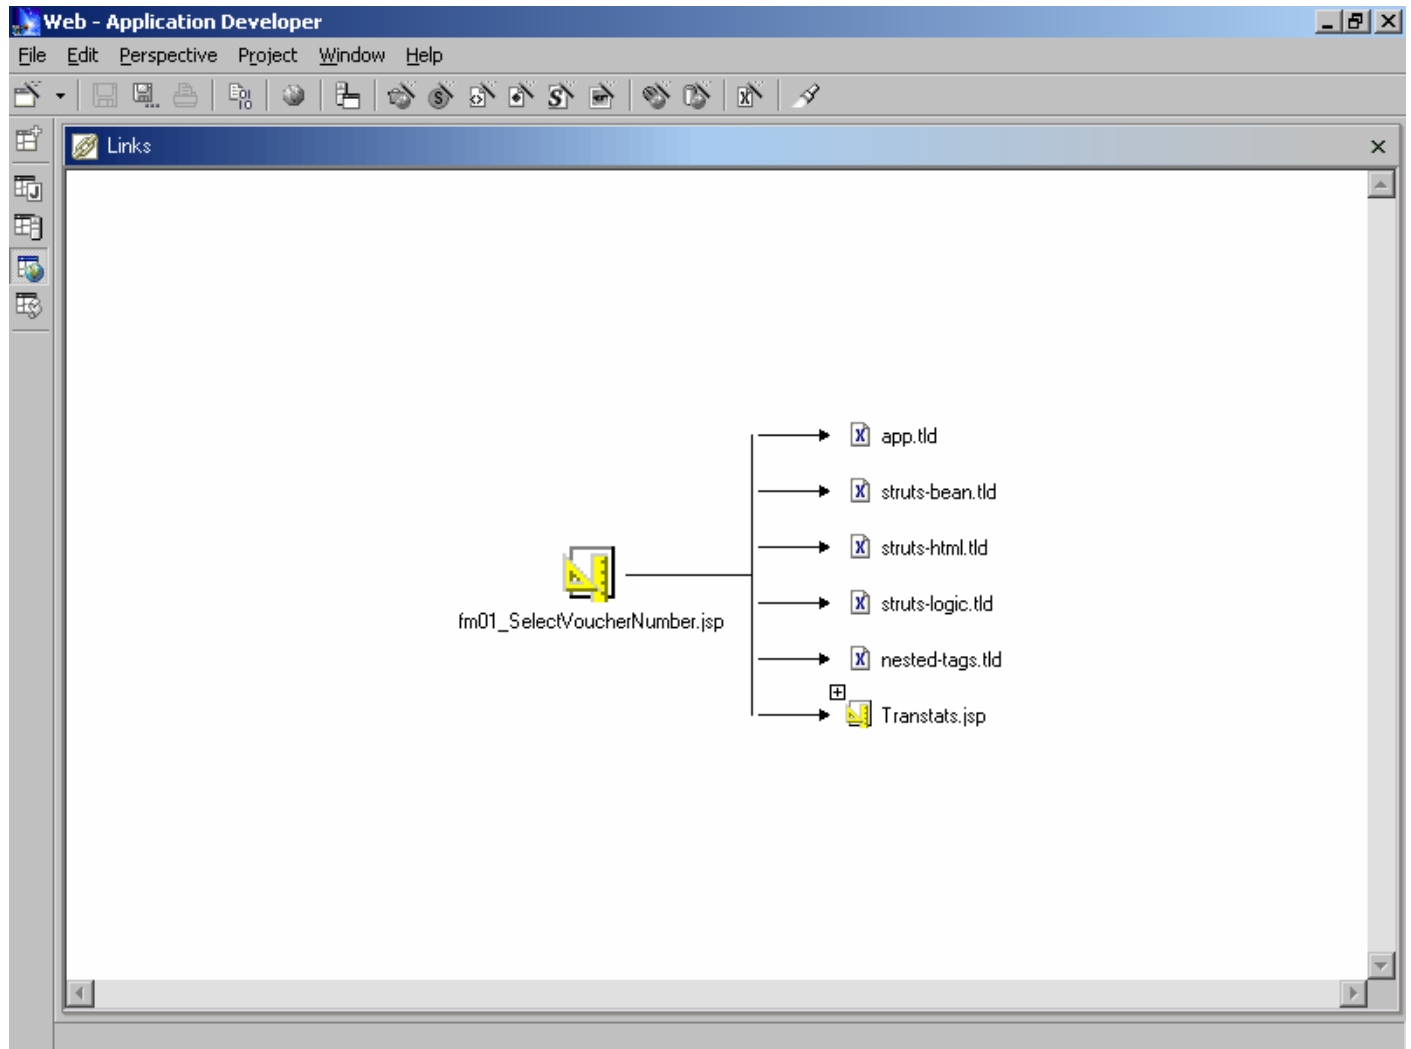 Web - Application Developer
File Edit Perspective Project Window Help
Links
app.tld
struts-bean.tld
struts-html.tld
fm01_SelectVoucherNumber.jsp
struts-logic.tld
nested-tags.tld
Transtats.jsp